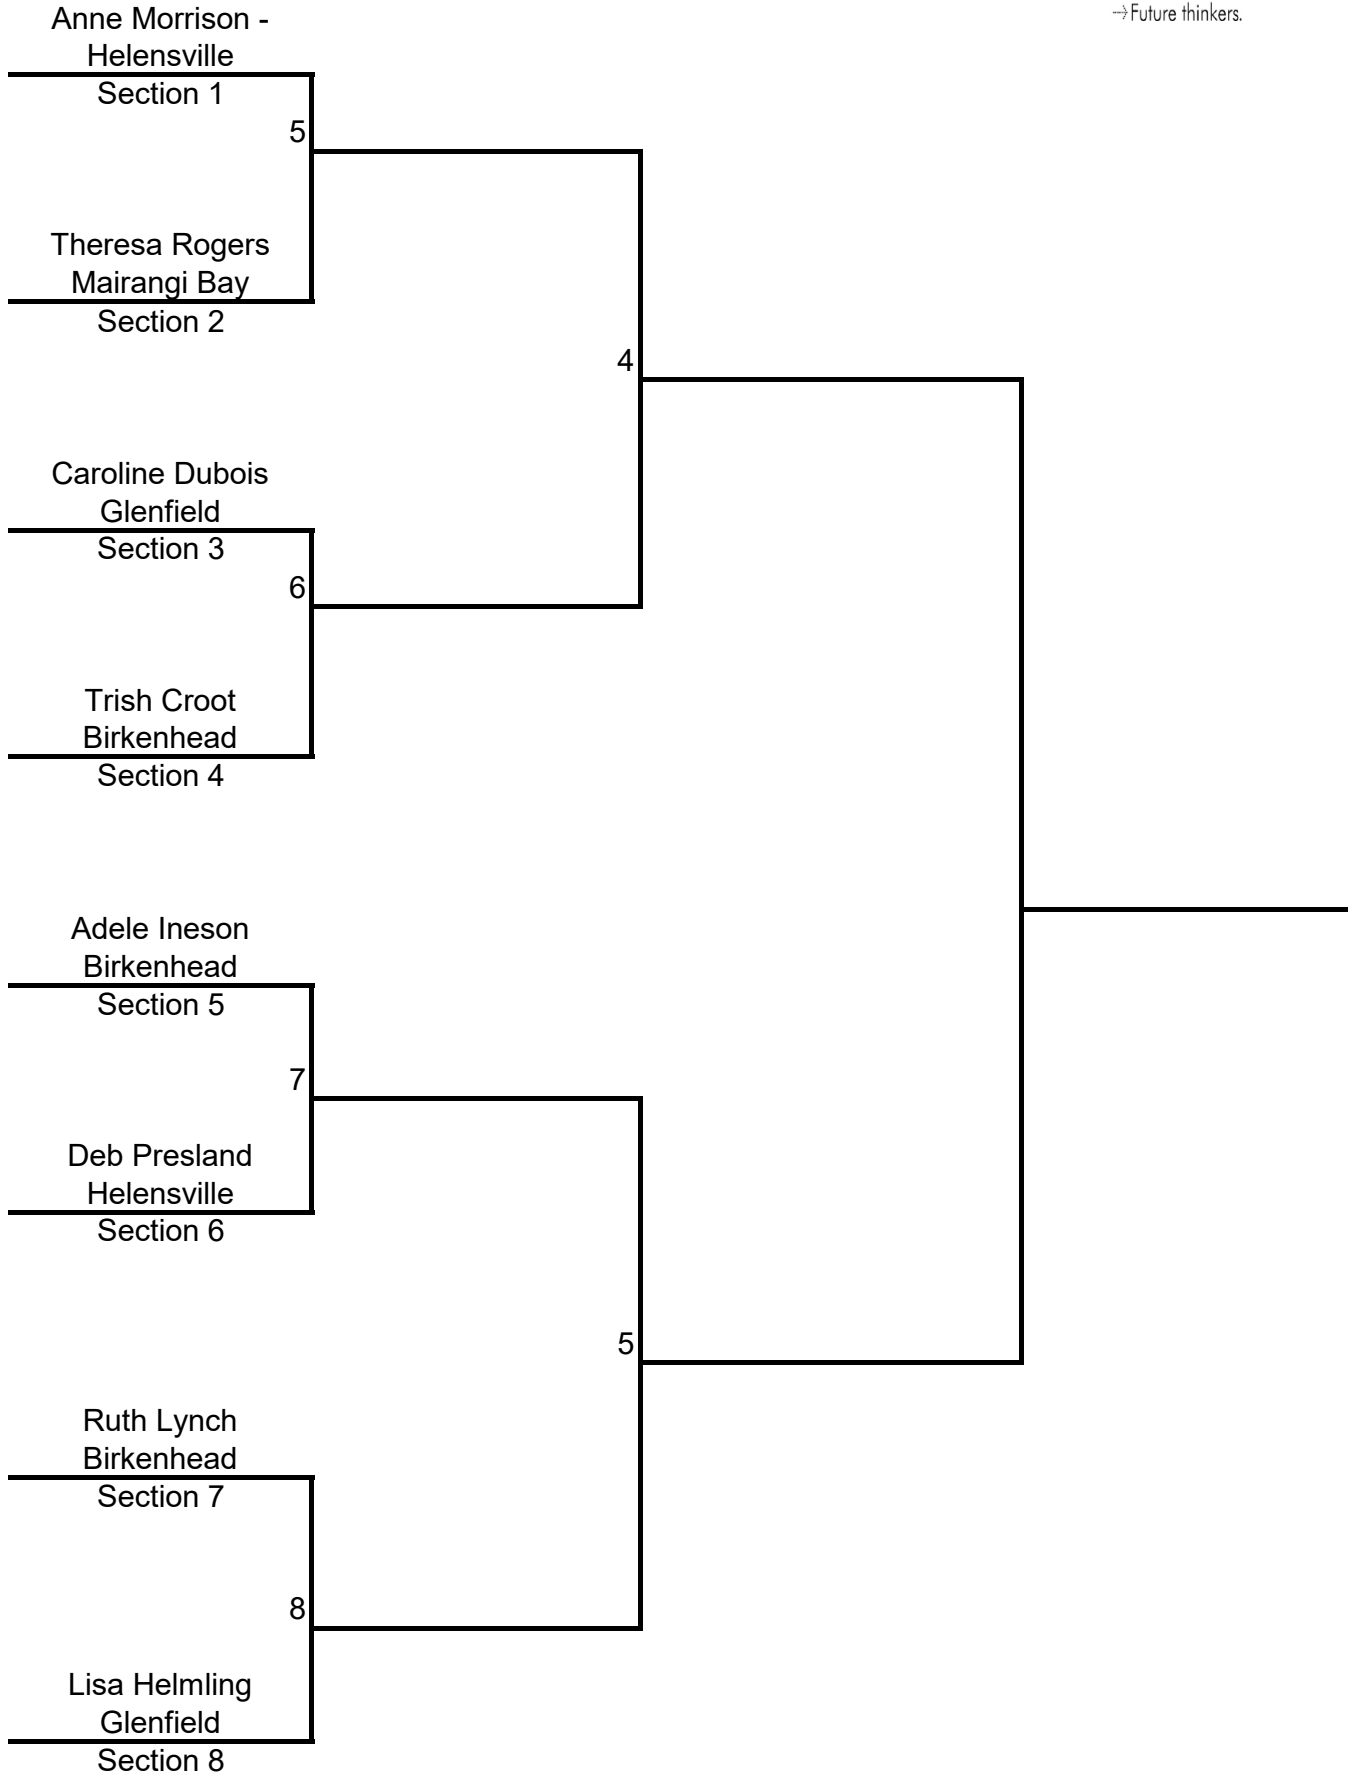 →Future thinkers.
Anne Morrison -
Helensville
Section 1
5
Theresa Rogers
Mairangi Bay
Section 2
4
Caroline Dubois
Glenfield
Section 3
6
Trish Croot
Birkenhead
Section 4
Adele Ineson
Birkenhead
Section 5
7
Deb Presland
Helensville
Section 6
5
Ruth Lynch
Birkenhead
Section 7
8
Lisa Helmling
Glenfield
Section 8